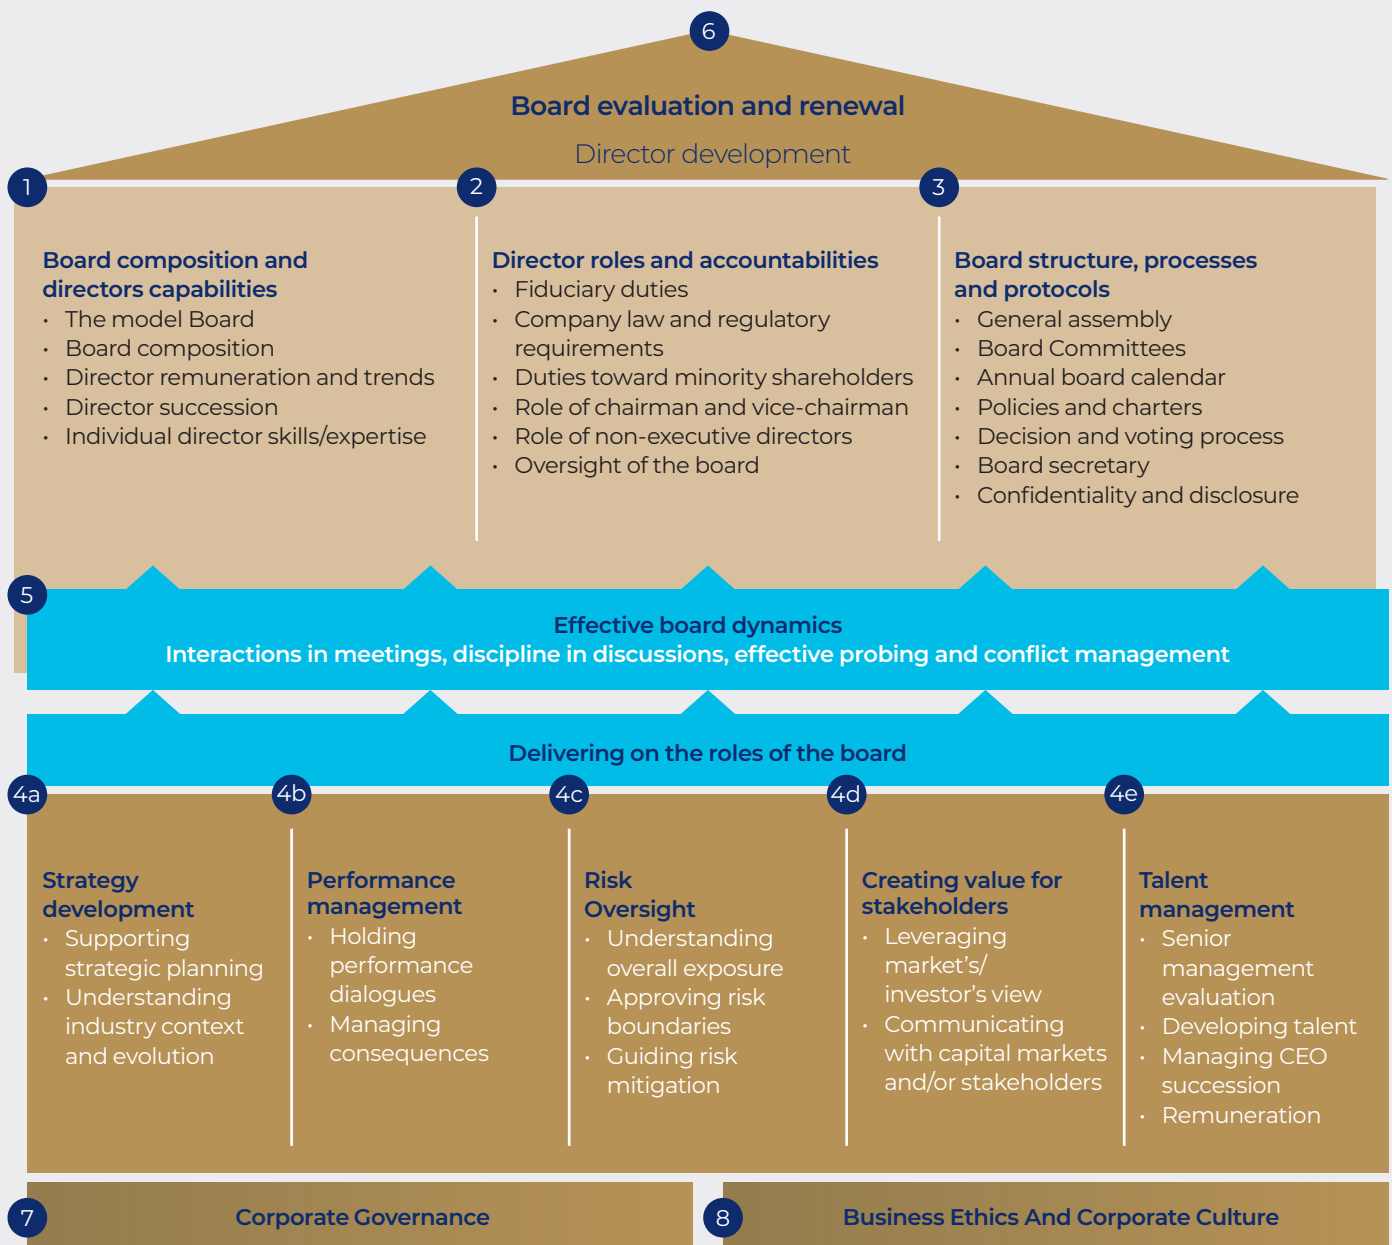 6
Board evaluation and renewal
Director development
1
Board composition and
directors capabilities
• The model Board
• Board composition
• Director remuneration and trends
• Director succession
• Individual director skills/expertise
2
Director roles and accountabilities
• Fiduciary duties
• Company law and regulatory
requirements
• Duties toward minority shareholders
• Role of chairman and vice-chairman
• Role of non-executive directors
• Oversight of the board
3
Board structure, processes
and protocols
• General assembly
• Board Committees
• Annual board calendar
• Policies and charters
• Decision and voting process
• Board secretary
• Confidentiality and disclosure
5
Effective board dynamics
Interactions in meetings, discipline in discussions, effective probing and conflict management
Delivering on the roles of the board
4a
Strategy
development
• Supporting
strategic planning
• Understanding
industry context
and evolution
4b
Performance
management
• Holding
performance
dialogues
• Managing
consequences
4c
Risk
Oversight
• Understanding
overall exposure
• Approving risk
boundaries
• Guiding risk
mitigation
4d
Creating value for
stakeholders
• Leveraging
market’s/
investor’s view
• Communicating
with capital markets
and/or stakeholders
4e
Talent
management
• Senior
management
evaluation
• Developing talent
• Managing CEO
succession
• Remuneration
7
Corporate Governance
8
Business Ethics And Corporate Culture